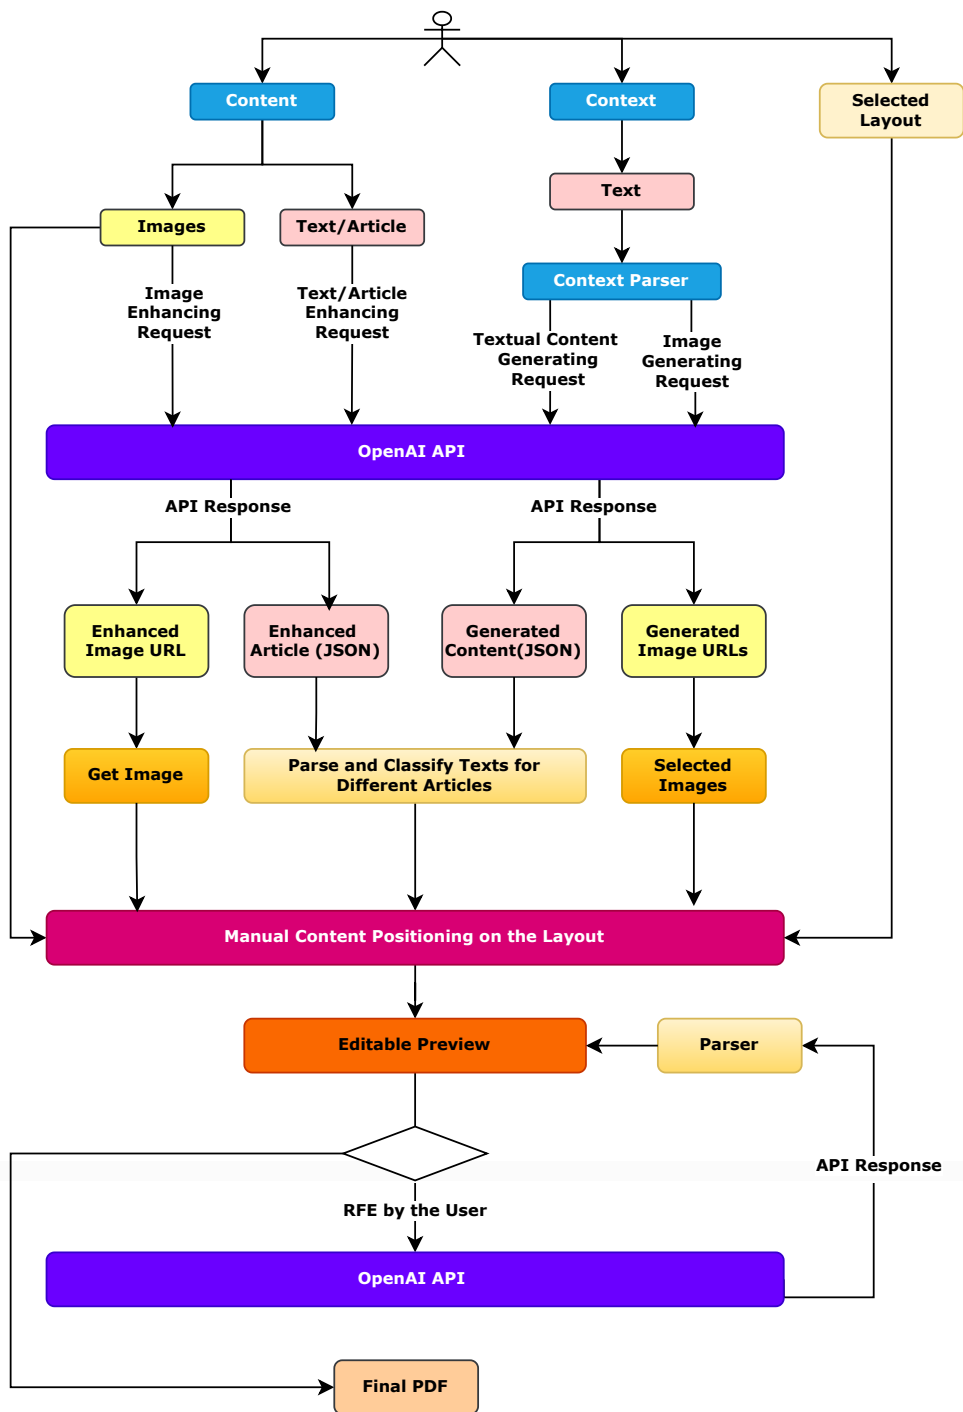 Content
Context
Selected
Layout
Images
Text/Article
Text
Context Parser
Image
Enhancing
Request
Text/Article
Enhancing
Request
Textual Content
Generating
Request
Image
Generating
Request
OpenAI API
API Response
API Response
Enhanced
Image URL
Enhanced
Article (JSON)
Generated
Content(JSON)
Generated
Image URLs
Get Image
Parse and Classify Texts for
Different Articles
Selected
Images
Manual Content Positioning on the Layout
Editable Preview
Parser
API Response
RFE by the User
OpenAI API
Final PDF